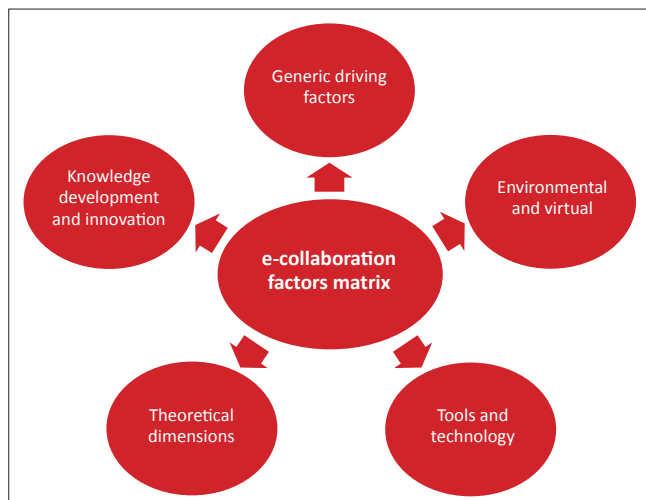 Generic driving
factors
Knowledge
development
and innovation
Environmental
and virtual
e-collaboration
factors matrix
Theoretical
dimensions
Tools and
technology